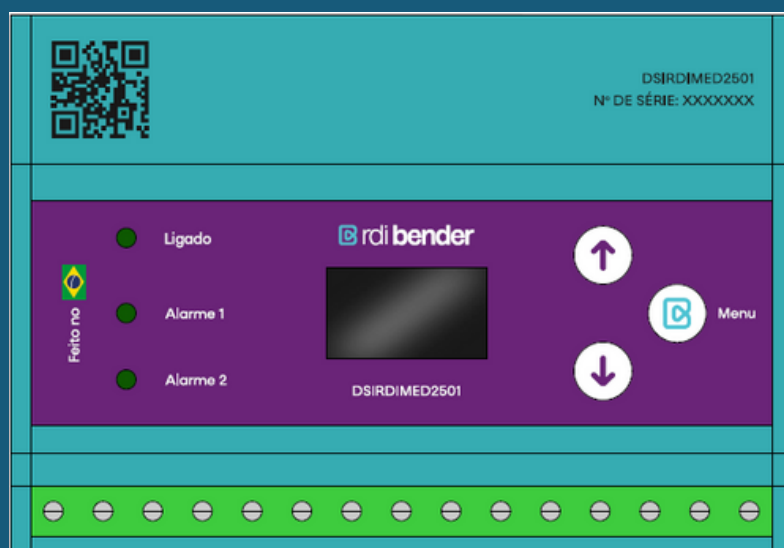 DSIRDIMED2501
Nº DE SÉRIE: XXXXXXX
Feito no
Ligado
Alarme 1
Alarme 2
rdi bender
DSIRDIMED2501
Menu